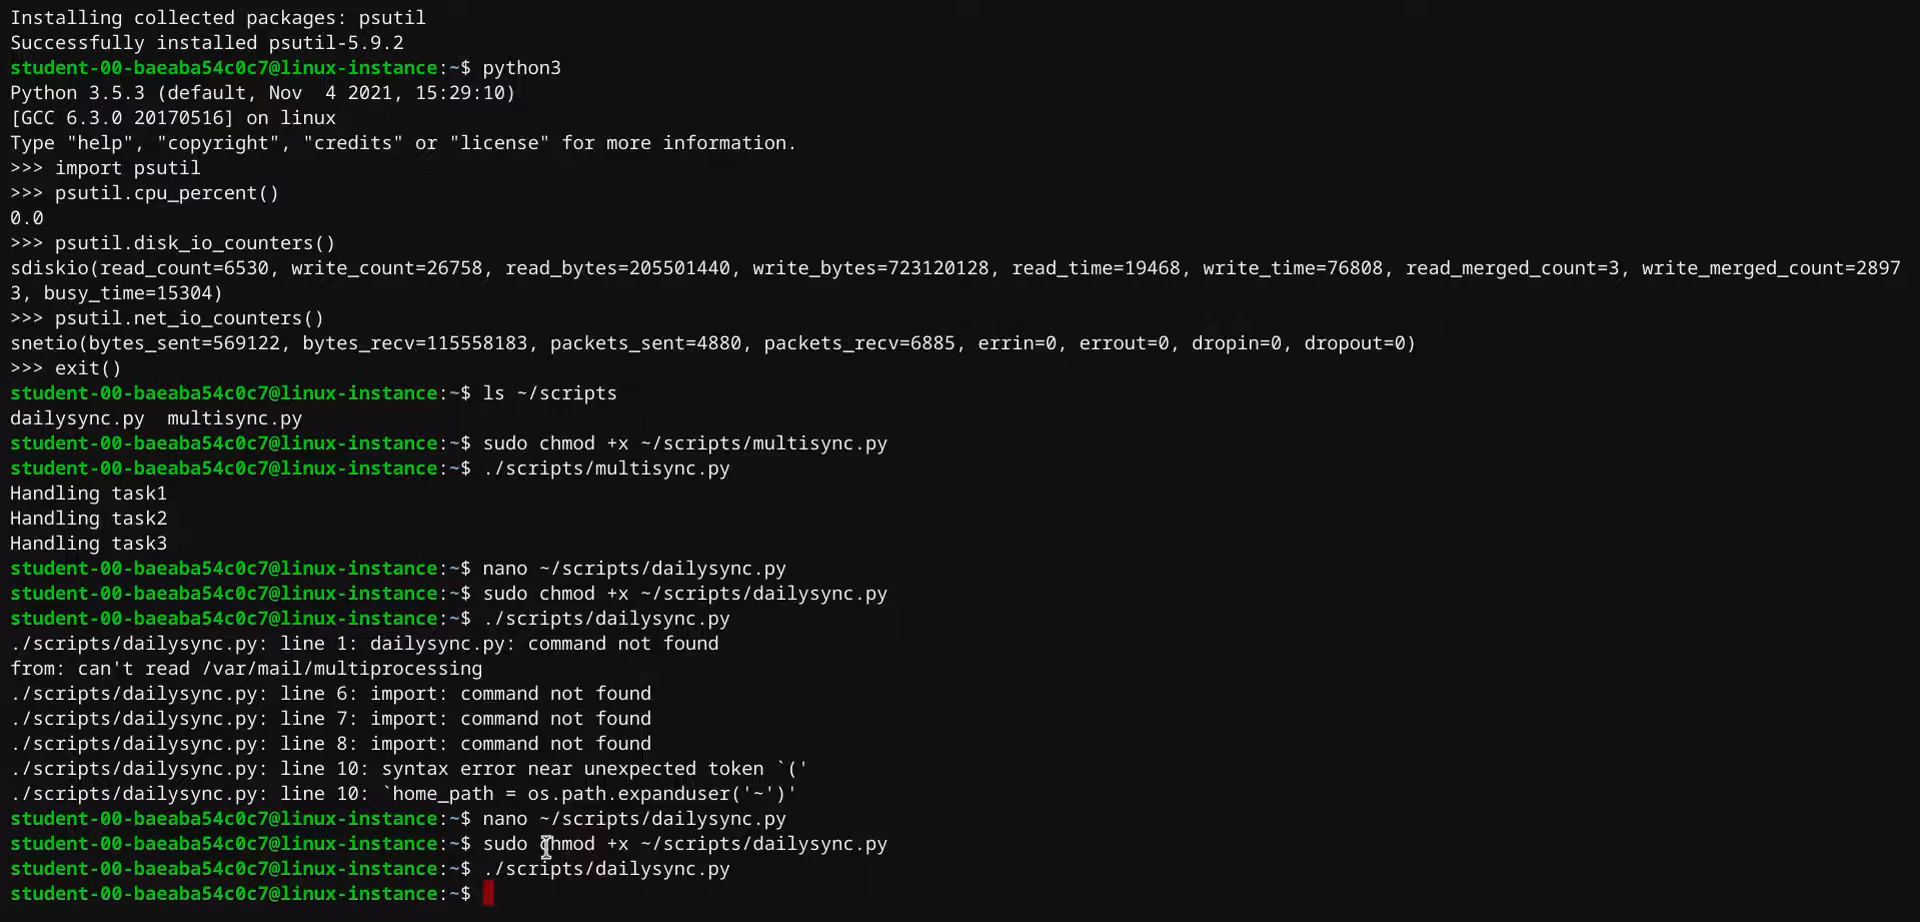 Installing collected packages: psutil
Successfully installed psutil-5.9.2
student-00-baeaba54c0c7@linux-instance:~$ python3
Python 3.5.3 (default, Nov  4 2021, 15:29:10)
[GCC 6.3.0 20170516] on linux
Type "help", "copyright", "credits" or "license" for more information.
>>> import psutil
>>> psutil.cpu_percent()
0.0
>>> psutil.disk_io_counters()
sdiskio(read_count=6530, write_count=26758, read_bytes=205501440, write_bytes=723120128, read_time=19468, write_time=76808, read_merged_count=3, write_merged_count=2897
3, busy_time=15304)
>>> psutil.net_io_counters()
snetio(bytes_sent=569122, bytes_recv=115558183, packets_sent=4880, packets_recv=6885, errin=0, errout=0, dropin=0, dropout=0)
>>> exit()
student-00-baeaba54c0c7@linux-instance:~$ ls ~/scripts
dailysync.py  multisync.py
student-00-baeaba54c0c7@linux-instance:~$ sudo chmod +x ~/scripts/multisync.py
student-00-baeaba54c0c7@linux-instance:~$ ./scripts/multisync.py
Handling task1
Handling task2
Handling task3
student-00-baeaba54c0c7@linux-instance:~$ nano ~/scripts/dailysync.py
student-00-baeaba54c0c7@linux-instance:~$ sudo chmod +x ~/scripts/dailysync.py
student-00-baeaba54c0c7@linux-instance:~$ ./scripts/dailysync.py
./scripts/dailysync.py: line 1: dailysync.py: command not found
from: can't read /var/mail/multiprocessing
./scripts/dailysync.py: line 6: import: command not found
./scripts/dailysync.py: line 7: import: command not found
./scripts/dailysync.py: line 8: import: command not found
./scripts/dailysync.py: line 10: syntax error near unexpected token `('
./scripts/dailysync.py: line 10: `home_path = os.path.expanduser('~')'
student-00-baeaba54c0c7@linux-instance:~$ nano ~/scripts/dailysync.py
student-00-baeaba54c0c7@linux-instance:~$ sudo chmod +x ~/scripts/dailysync.py
student-00-baeaba54c0c7@linux-instance:~$ ./scripts/dailysync.py
student-00-baeaba54c0c7@linux-instance:~$